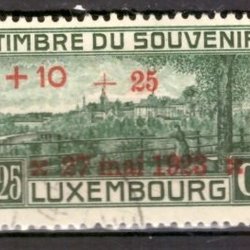 TIMBRE DU SOUVENIR
+ 10 + 25
27 mai 1923
25 LUXEMBOURG C